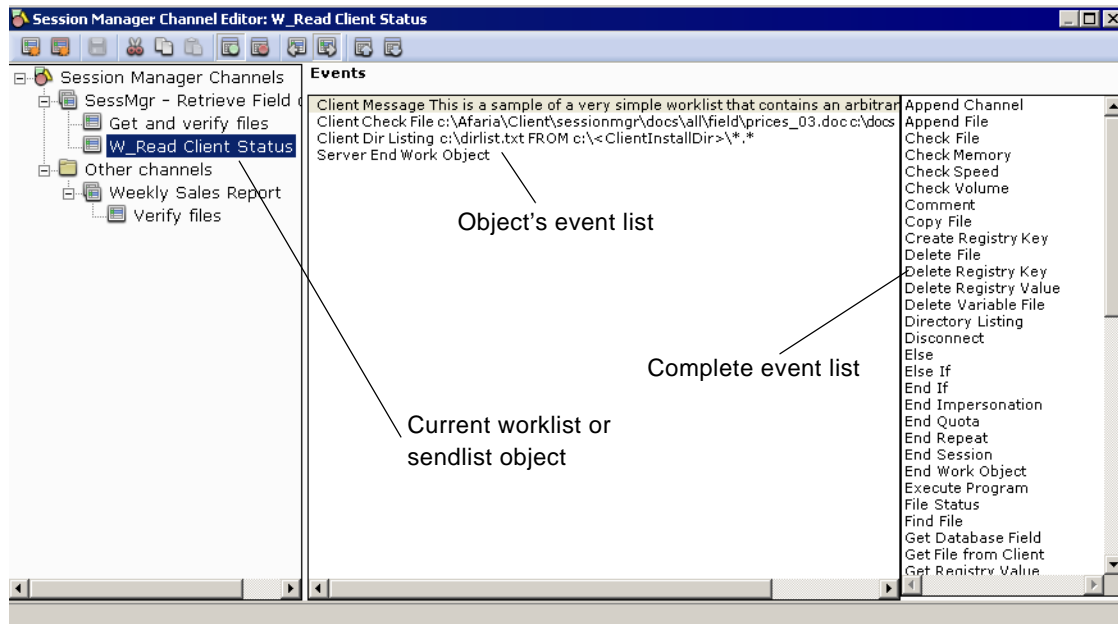 Session Manager Channel Editor: W_Read Client Status
Session Manager Channels
SessMgr - Retrieve Field
Get and verify files
W_Read Client Status
Other channels
Weekly Sales Report
Verify files
Events
Client Message This is a sample of a very simple worklist that contains an arbitrar
Client Check File c:\Afaria\Client\sessionmgr\docs\all\field\prices_03.doc c:\docs
Client Dir Listing c:\dirlist.txt FROM c:\<ClientInstallDir>\*.*
Server End Work Object
Object's event list
Complete event list
Current worklist or
sendlist object
Append Channel
Append File
Check File
Check Memory
Check Speed
Check Volume
Comment
Copy File
Create Registry Key
Delete File
Delete Registry Key
Delete Registry Value
Delete Variable File
Directory Listing
Disconnect
Else
Else If
End If
End Impersonation
End Quota
End Repeat
End Session
End Work Object
Execute Program
File Status
Find File
Get Database Field
Get File from Client
Get Registry Value